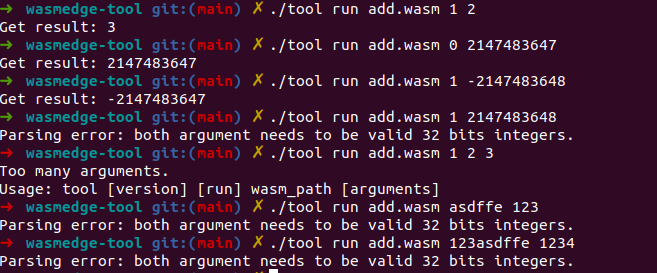 ➜ wasmedge-tool git:(main) ✗ ./tool run add.wasm 1 2
Get result: 3
➜ wasmedge-tool git:(main) ✗ ./tool run add.wasm 0 2147483647
Get result: 2147483647
➜ wasmedge-tool git:(main) ✗ ./tool run add.wasm 1 -2147483648
Get result: -2147483647
➜ wasmedge-tool git:(main) ✗ ./tool run add.wasm 1 2147483648
Parsing error: both argument needs to be valid 32 bits integers.
➜ wasmedge-tool git:(main) ✗ ./tool run add.wasm 1 2 3
Too many arguments.
Usage: tool [version] [run] wasm_path [arguments]
➜ wasmedge-tool git:(main) ✗ ./tool run add.wasm asdffe 123
Parsing error: both argument needs to be valid 32 bits integers.
➜ wasmedge-tool git:(main) ✗ ./tool run add.wasm 123asdffe 1234
Parsing error: both argument needs to be valid 32 bits integers.